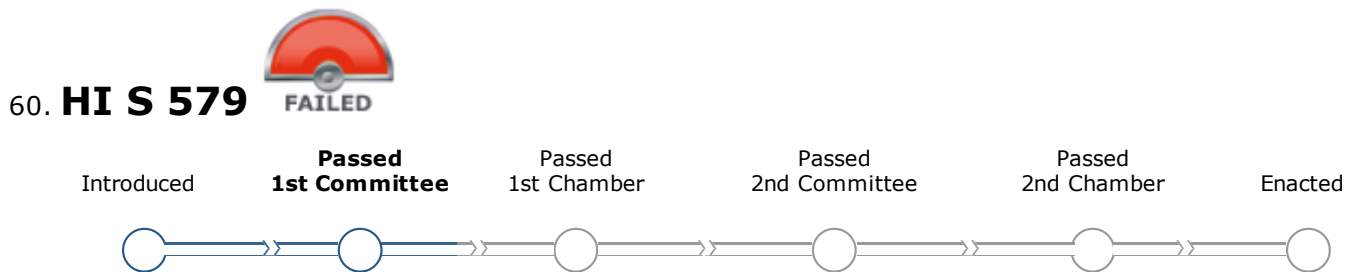 60. HI S 579
FAILED
Introduced
Passed
1st Committee
Passed
1st Chamber
Passed
2nd Committee
Passed
2nd Chamber
Enacted